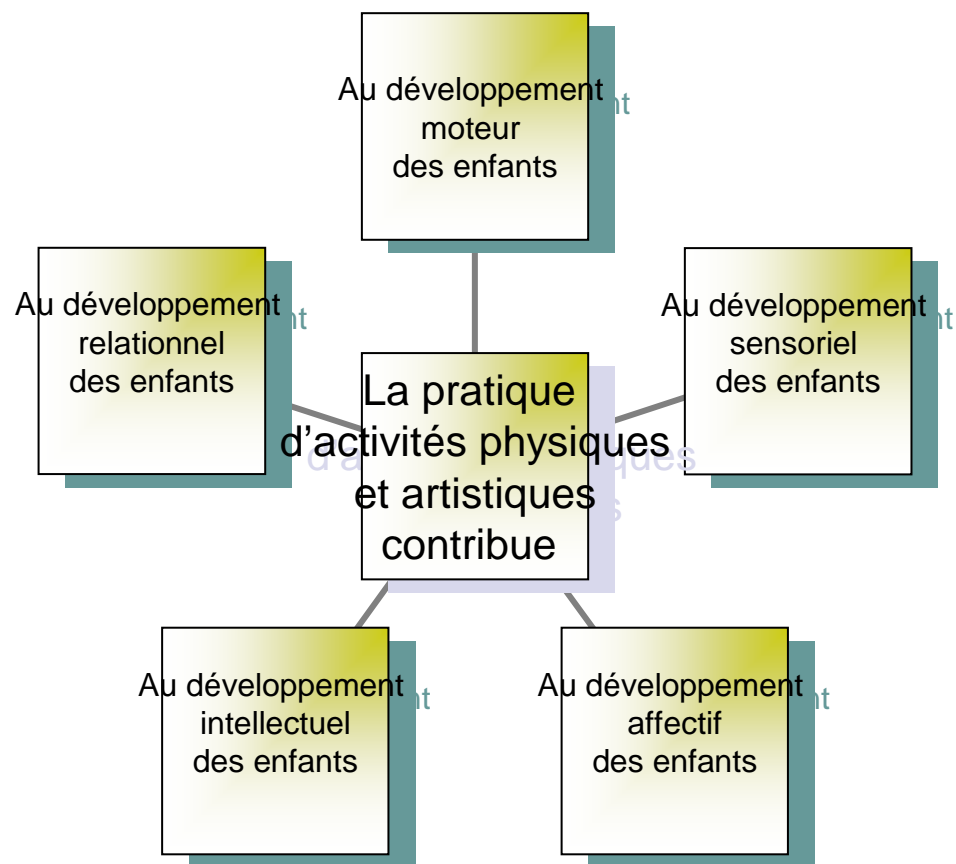 Au développement
moteur
des enfants
Au développement
relationnel
des enfants
Au développement
sensoriel
des enfants
La pratique
d’activités physiques
et artistiques
contribue
Au développement
intellectuel
des enfants
Au développement
affectif
des enfants